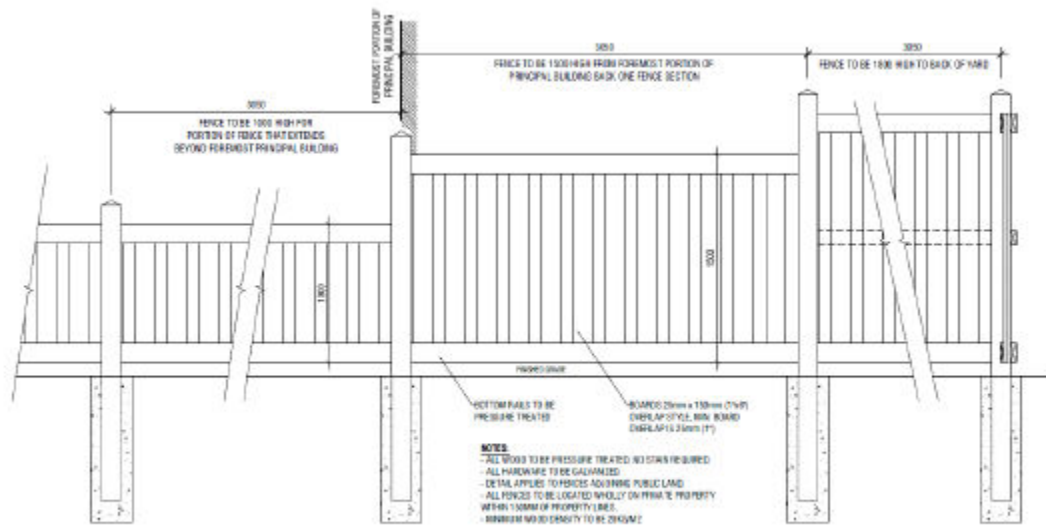 FOREMOST PORTION OF
PRINCIPAL BUILDING
3050
FENCE TO BE 1000 HIGH FOR
PORTION OF FENCE THAT EXTENDS
BEYOND FOREMOST PRINCIPAL BUILDING
3050
FENCE TO BE 1500 HIGH FROM FOREMOST PORTION OF
PRINCIPAL BUILDING BACK ONE FENCE SECTION
3050
FENCE TO BE 1800 HIGH TO BACK OF YARD
1000
1500
FINISHED GRADE
BOTTOM RAILS TO BE
PRESSURE TREATED
BOARDS 25mm x 150mm (1"x6")
OVERLAP STYLE, MIN. BOARD
OVERLAP IS 25mm (1")
NOTES:
- ALL WOOD TO BE PRESSURE TREATED. NO STAIN REQUIRED
- ALL HARDWARE TO BE GALVANIZED
- DETAIL APPLIES TO FENCES ADJOINING PUBLIC LAND
- ALL FENCES TO BE LOCATED WHOLLY ON PRIVATE PROPERTY
WITHIN 150MM OF PROPERTY LINES.
- MINIMUM WOOD DENSITY TO BE 20KG/M2